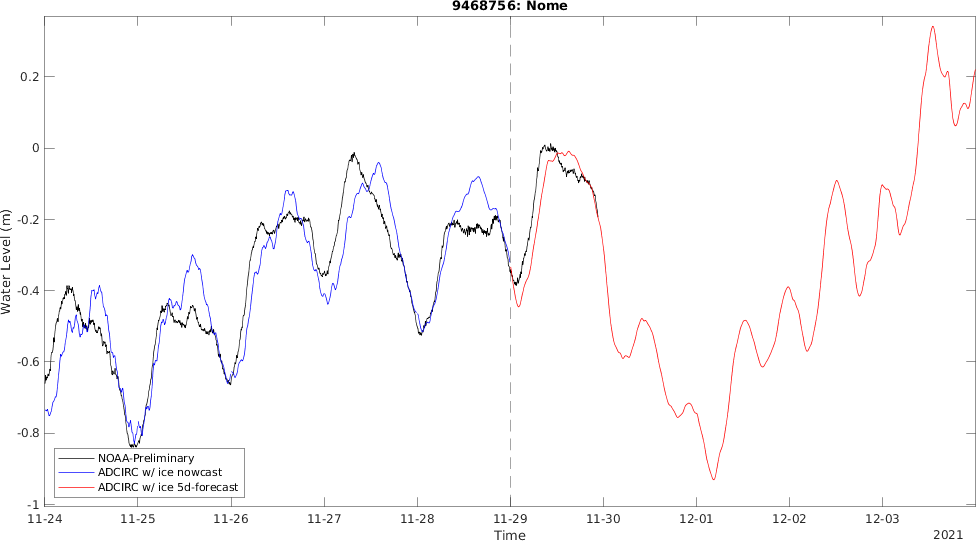 9468756: Nome
Water Level (m)
0.2
0
-0.2
-0.4
-0.6
-0.8
-1
NOAA-Preliminary
ADCIRC w/ ice nowcast
ADCIRC w/ ice 5d-forecast
11-24 11-25 11-26 11-27 11-28 11-29 11-30 12-01 12-02 12-03
Time
2021